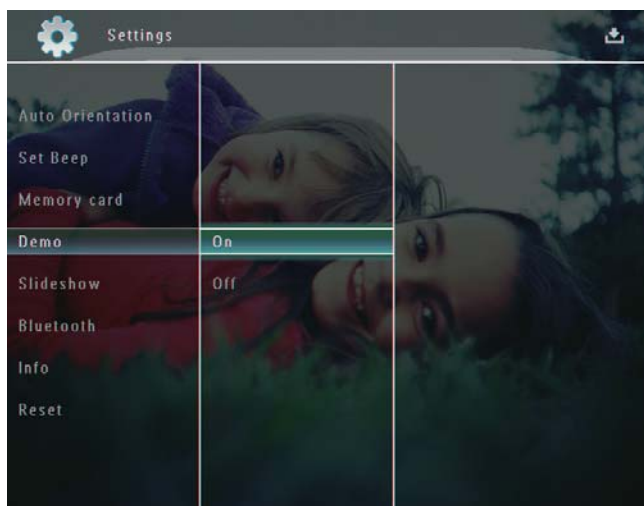 Settings
Auto Orientation
Set Beep
Memory card
Demo
On
Slideshow
Off
Bluetooth
Info
Reset